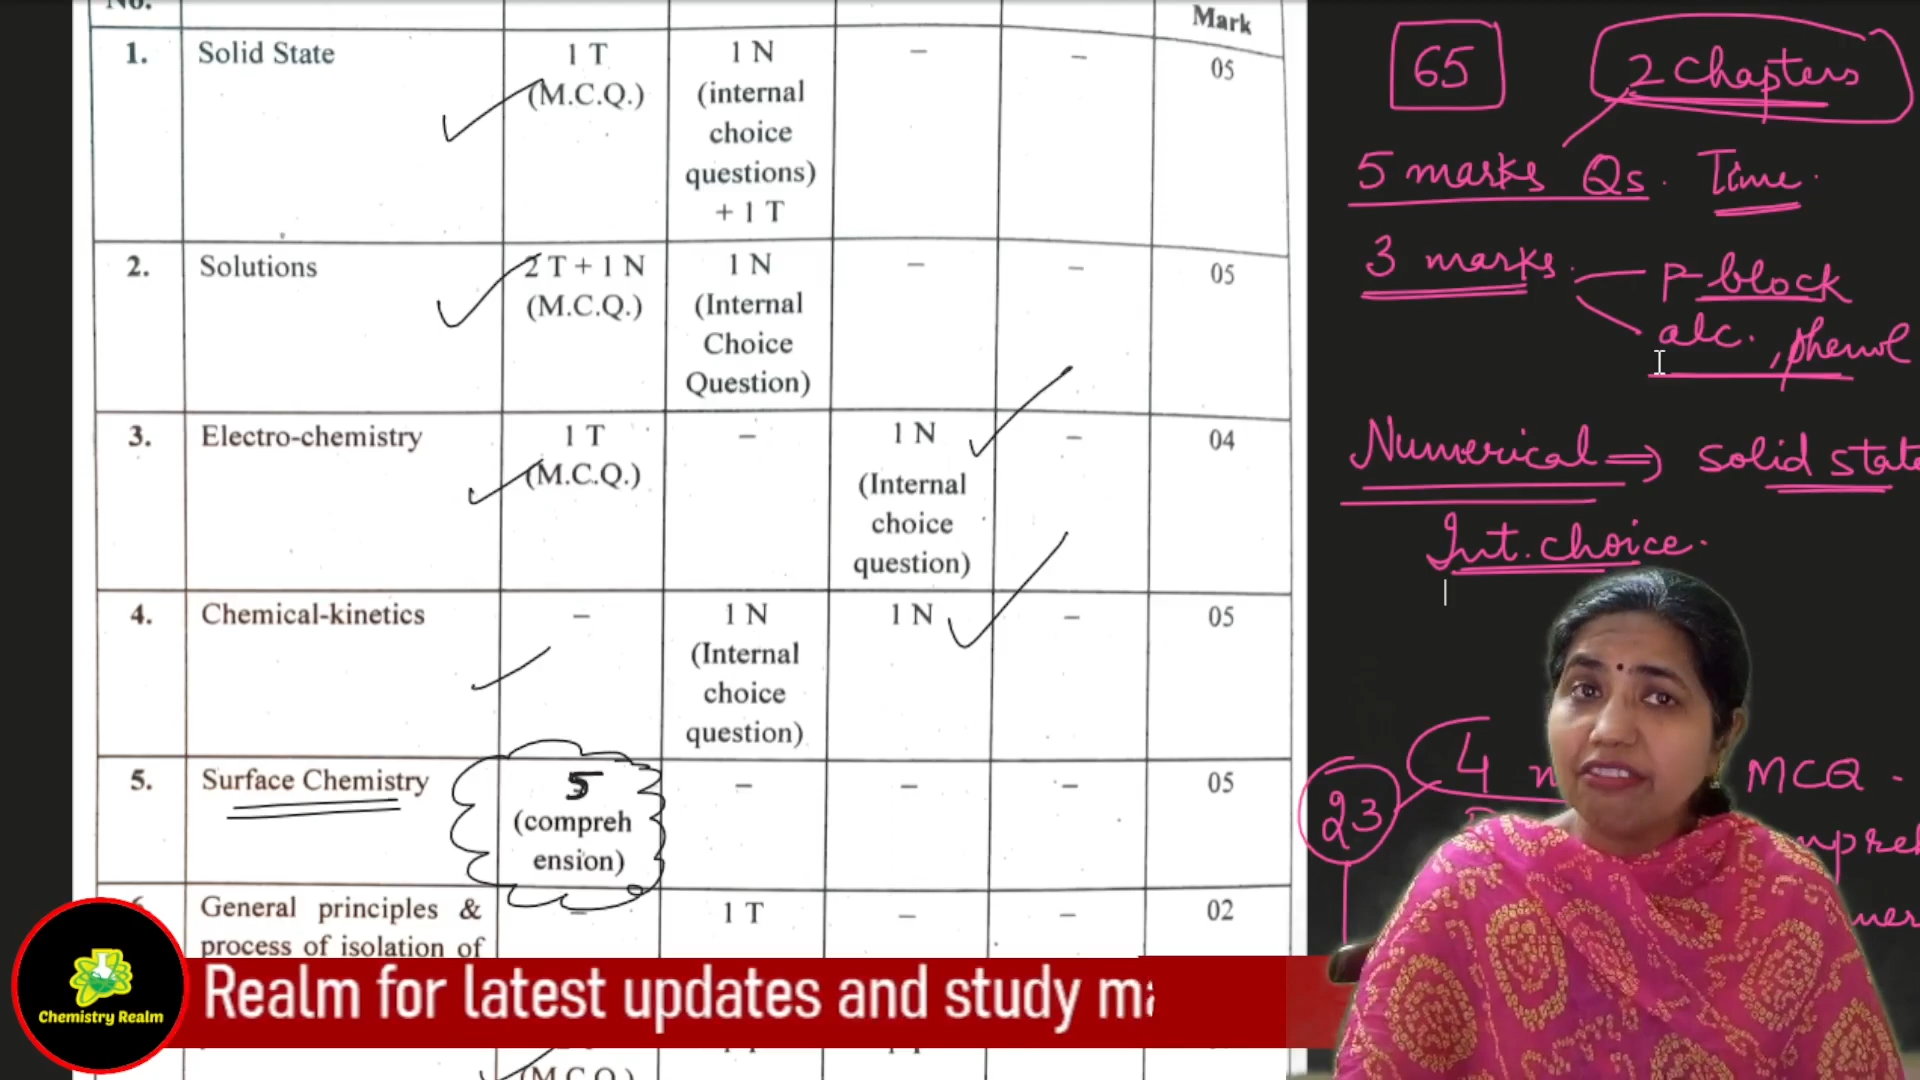 No.
Mark
1. Solid State 1 T 1 N – – 05
(M.C.Q.) (internal
choice
questions)
+ 1 T
2. Solutions 2 T + 1 N 1 N – – 05
(M.C.Q.) (Internal
Choice
Question)
3. Electro-chemistry 1 T – 1 N – 04
(M.C.Q.) (Internal
choice
question)
4. Chemical-kinetics – 1 N 1 N – 05
(Internal
choice
question)
5. Surface Chemistry 5 – – – 05
(compreh
ension)
General principles & – 1 T – – 02
process of isolation of
(M.C.Q.)
65 2 Chapters
5 marks Qs. Time.
3 marks. P-block
alc., phenol
Numerical ⇒ solid state
Int. choice.
23 4 MCQ -
Chemistry Realm
Realm for latest updates and study ma